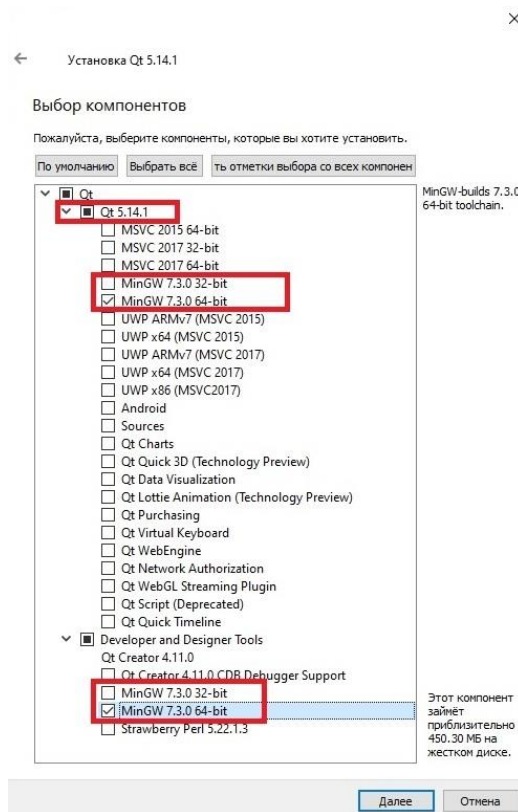 Установка Qt 5.14.1
Выбор компонентов
Пожалуйста, выберите компоненты, которые вы хотите установить.
По умолчанию
Выбрать всё
ть отметки выбора со всех компонен
Qt
Qt 5.14.1
MSVC 2015 64-bit
MSVC 2017 32-bit
MSVC 2017 64-bit
MinGW 7.3.0 32-bit
MinGW 7.3.0 64-bit
UWP ARMv7 (MSVC 2015)
UWP x64 (MSVC 2015)
UWP ARMv7 (MSVC 2017)
UWP x64 (MSVC 2017)
UWP x86 (MSVC2017)
Android
Sources
Qt Charts
Qt Quick 3D (Technology Preview)
Qt Data Visualization
Qt Lottie Animation (Technology Preview)
Qt Purchasing
Qt Virtual Keyboard
Qt WebEngine
Qt Network Authorization
Qt WebGL Streaming Plugin
Qt Script (Deprecated)
Qt Quick Timeline
Developer and Designer Tools
Qt Creator 4.11.0
Qt Creator 4.11.0 CDB Debugger Support
MinGW 7.3.0 32-bit
MinGW 7.3.0 64-bit
Strawberry Perl 5.22.1.3
MinGW-builds 7.3.0
64-bit toolchain.
Этот компонент
займёт
приблизительно
450.30 МБ на
жестком диске.
Далее
Отмена